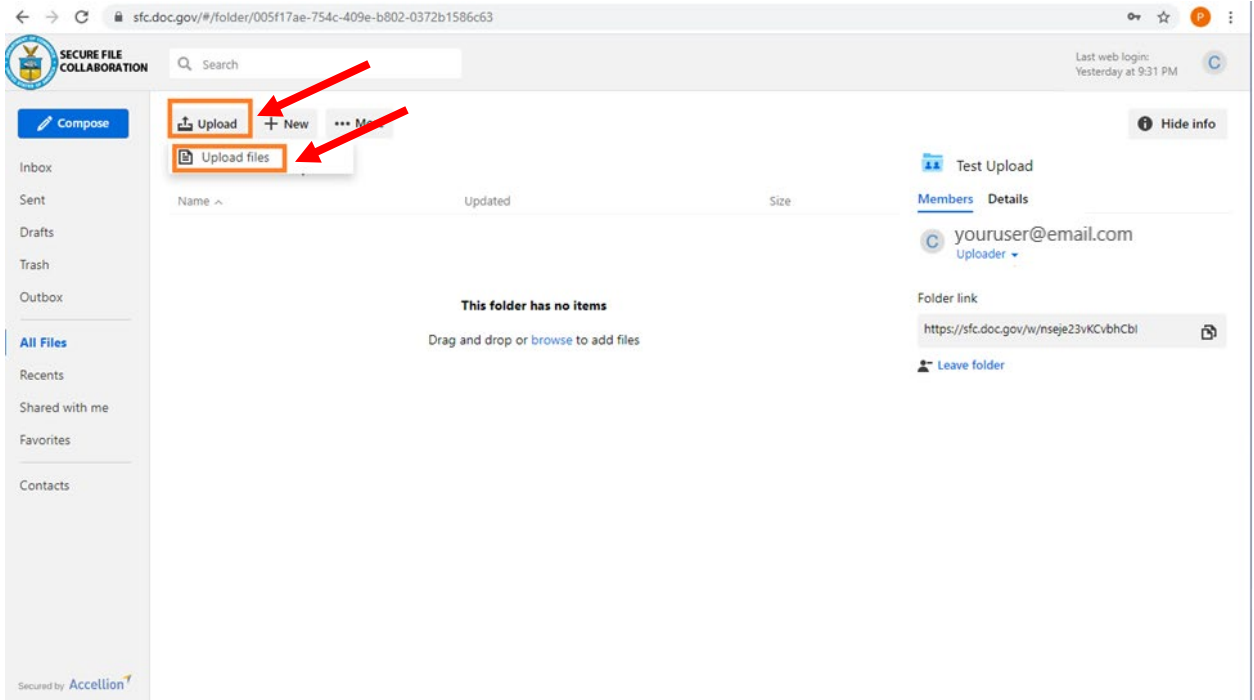 sfc.doc.gov/#/folder/005f17ae-754c-409e-b802-0372b1586c63
P
SECURE FILE
COLLABORATION
Search
Last web login:
Yesterday at 9:31 PM
C
Compose
Upload
+ New
••• 
Hide info
Upload files
Inbox
Sent
Drafts
Trash
Outbox
All Files
Recents
Shared with me
Favorites
Contacts
Name
Updated
Size
This folder has no items
Drag and drop or browse to add files
Test Upload
Members Details
C
youruser@email.com
Uploader
Folder link
https://sfc.doc.gov/w/nseje23vKCvbhCbI
Leave folder
Secured by Accellion